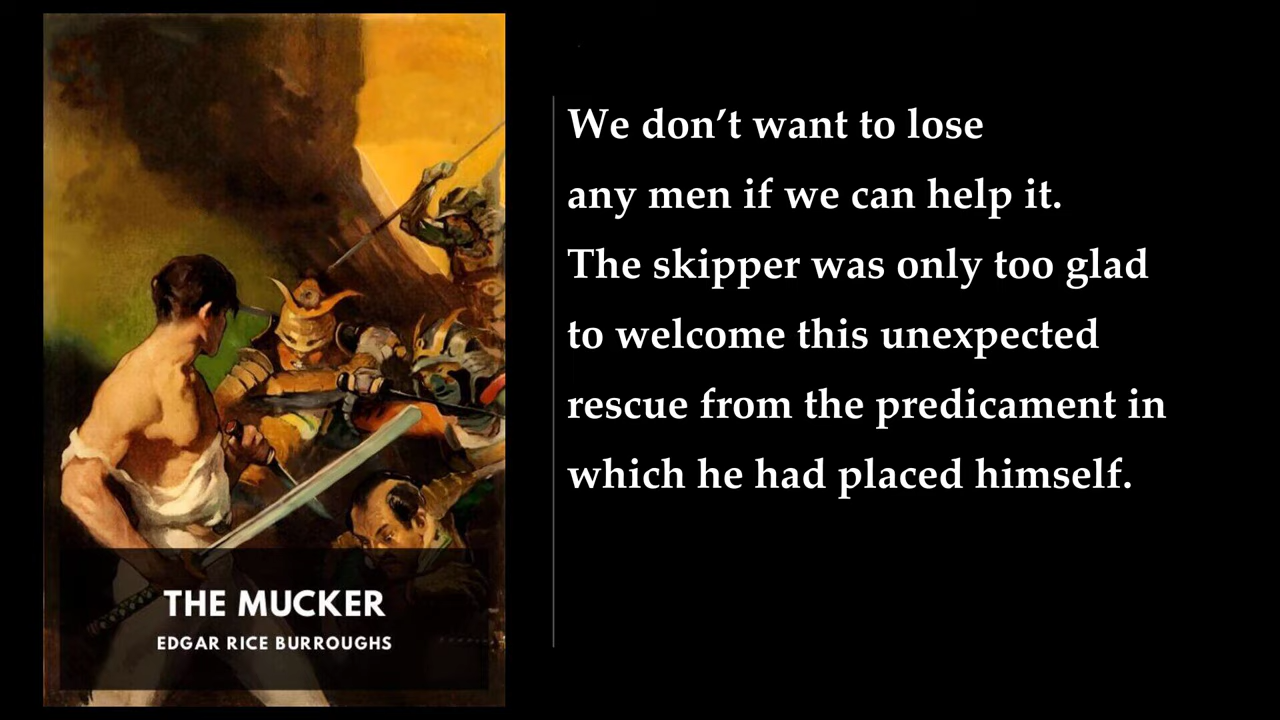 We don’t want to lose
any men if we can help it.
The skipper was only too glad
to welcome this unexpected
rescue from the predicament in
which he had placed himself.
THE MUCKER
EDGAR RICE BURROUGHS